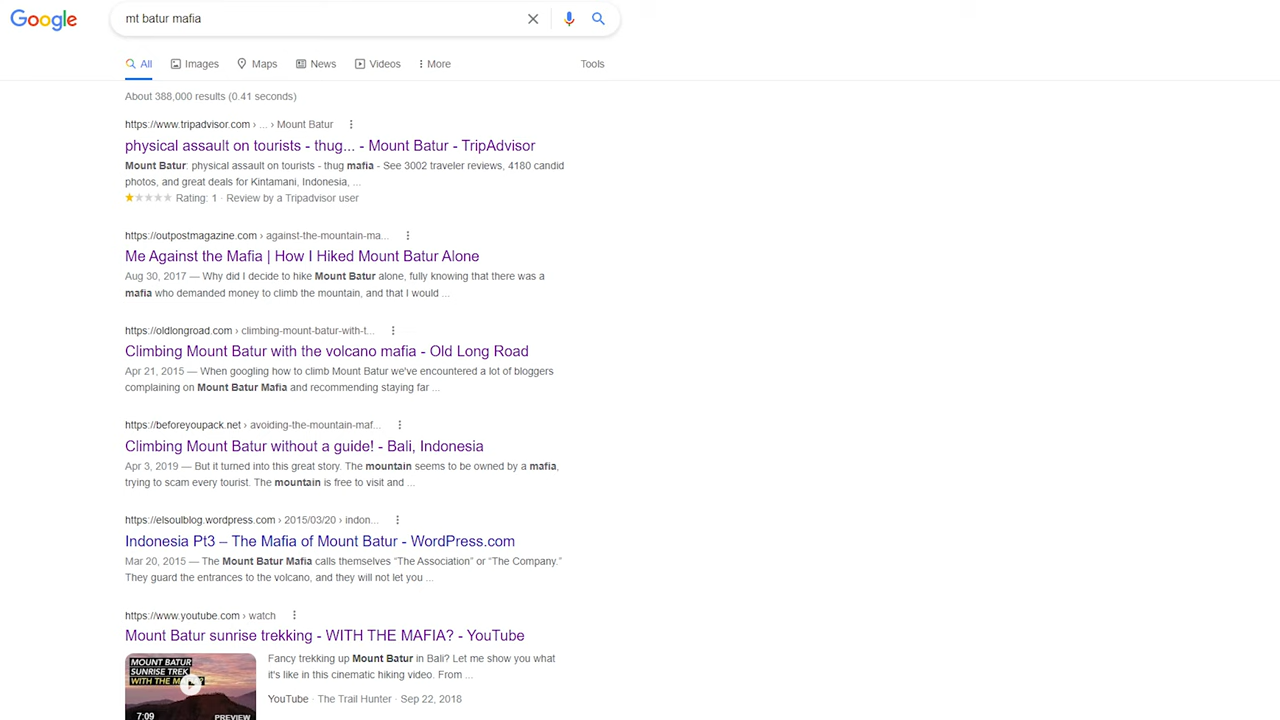 Google
mt batur mafia
All
Images
Maps
News
Videos
More
Tools
About 388,000 results (0.41 seconds)
https://www.tripadvisor.com › ... › Mount Batur
physical assault on tourists - thug... - Mount Batur - TripAdvisor
Mount Batur: physical assault on tourists - thug mafia - See 3002 traveler reviews, 4180 candid
photos, and great deals for Kintamani, Indonesia, ...
Rating: 1 · Review by a Tripadvisor user
https://outpostmagazine.com › against-the-mountain-ma...
Me Against the Mafia | How I Hiked Mount Batur Alone
Aug 30, 2017 — Why did I decide to hike Mount Batur alone, fully knowing that there was a
mafia who demanded money to climb the mountain, and that I would ...
https://oldlongroad.com › climbing-mount-batur-with-t...
Climbing Mount Batur with the volcano mafia - Old Long Road
Apr 21, 2015 — When googling how to climb Mount Batur we've encountered a lot of bloggers
complaining on Mount Batur Mafia and recommending staying far ...
https://beforeyoupack.net › avoiding-the-mountain-maf...
Climbing Mount Batur without a guide! - Bali, Indonesia
Apr 3, 2019 — But it turned into this great story. The mountain seems to be owned by a mafia,
trying to scam every tourist. The mountain is free to visit and ...
https://elsoulblog.wordpress.com › 2015/03/20 › indon...
Indonesia Pt3 – The Mafia of Mount Batur - WordPress.com
Mar 20, 2015 — The Mount Batur Mafia calls themselves “The Association” or “The Company.”
They guard the entrances to the volcano, and they will not let you ...
https://www.youtube.com › watch
Mount Batur sunrise trekking - WITH THE MAFIA? - YouTube
MOUNT BATUR
SUNRISE TREK
WITH THE MAFIA?
7:09
PREVIEW
Fancy trekking up Mount Batur in Bali? Let me show you what
it's like in this cinematic hiking video. From ...
YouTube · The Trail Hunter · Sep 22, 2018